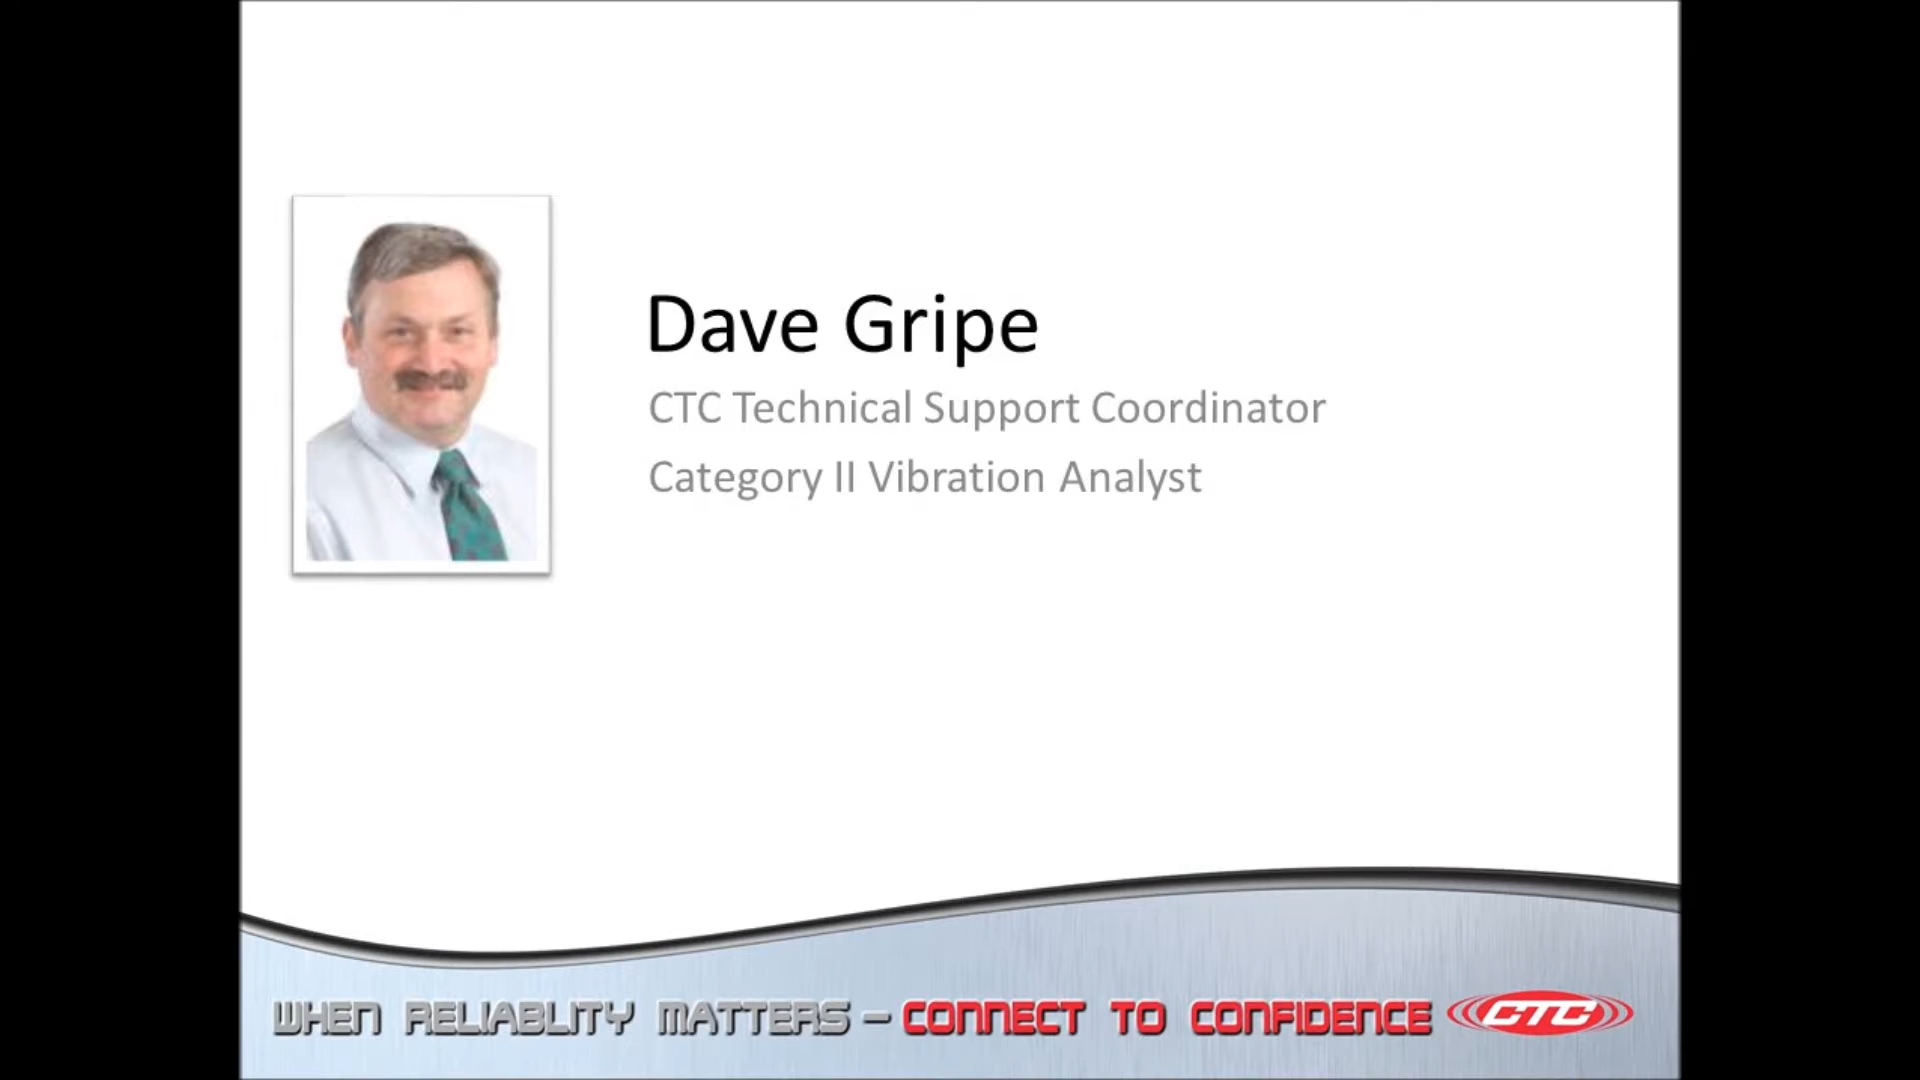 Dave Gripe
CTC Technical Support Coordinator
Category II Vibration Analyst
WHEN RELIABLITY MATTERS – CONNECT TO CONFIDENCE CTC